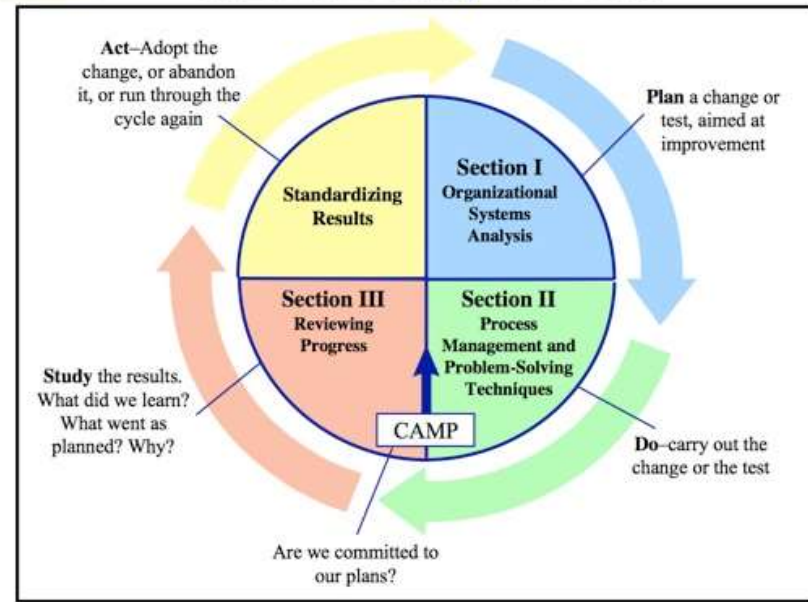 Act–Adopt the
change, or abandon
it, or run through the
cycle again
Plan a change or
test, aimed at
improvement
Standardizing
Results
Section I
Organizational
Systems
Analysis
Section III
Reviewing
Progress
Section II
Process
Management and
Problem-Solving
Techniques
Study the results.
What did we learn?
What went as
planned? Why?
CAMP
Do–carry out the
change or the test
Are we committed to
our plans?